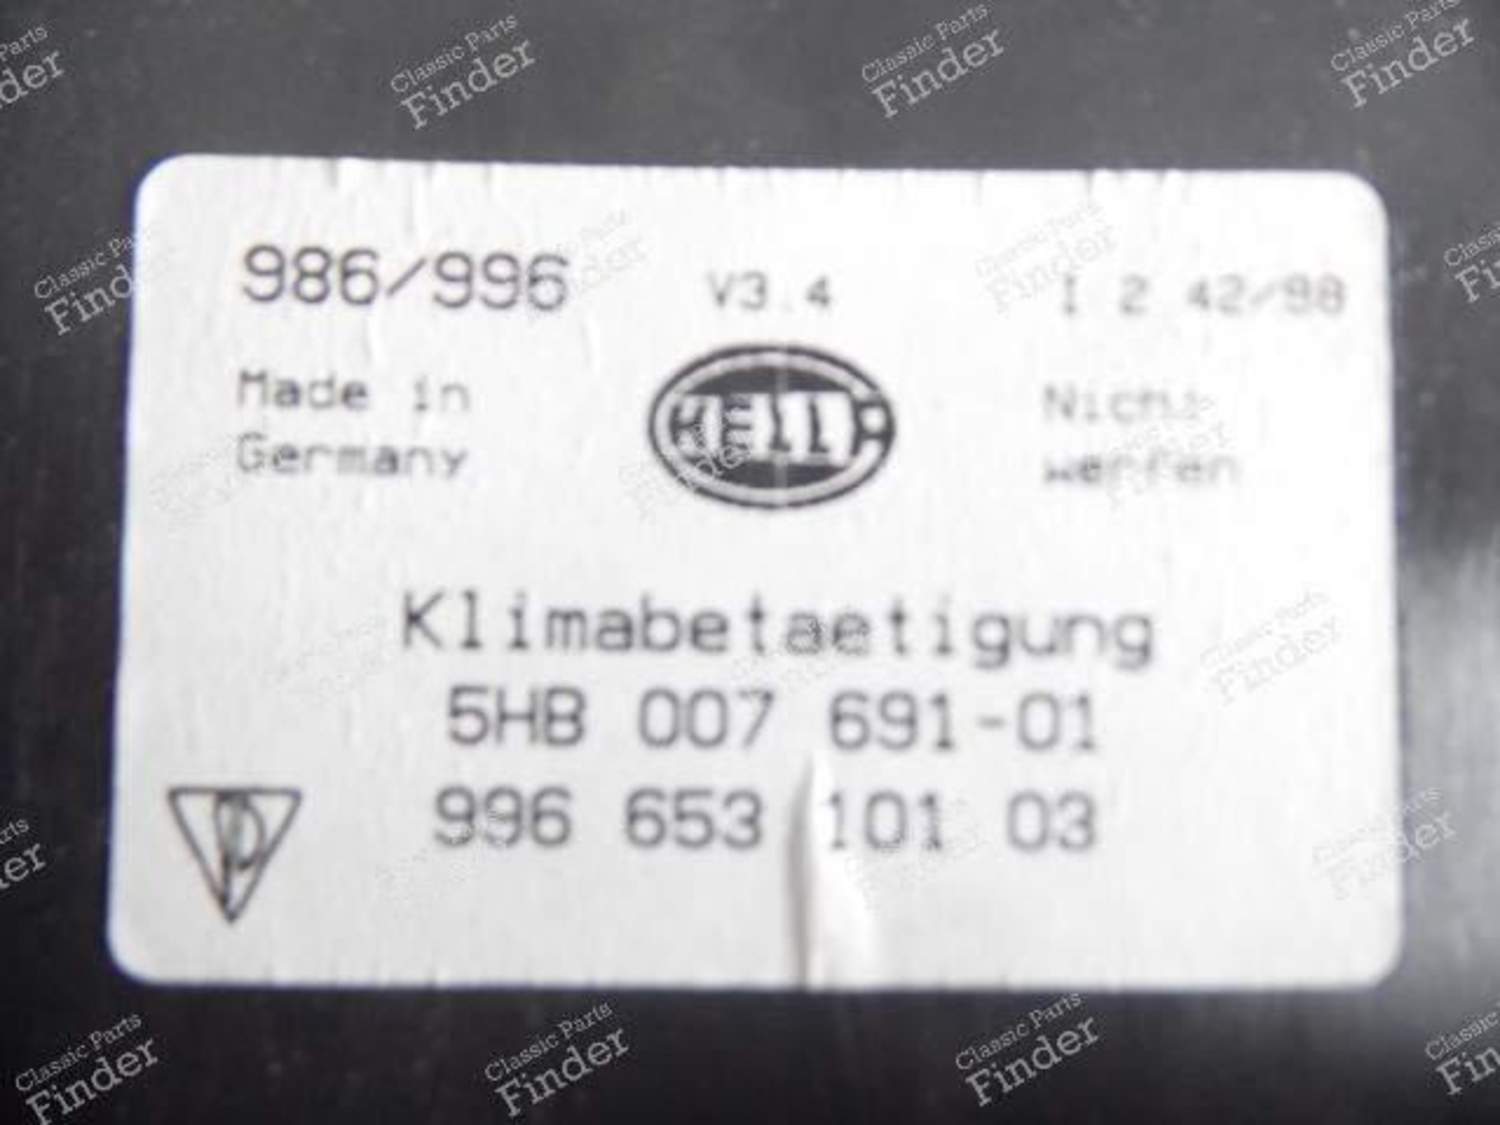 986/996 V3.4 I 2 42/98
Made in
Germany
HELLA
Nicht
werfen
Klimabetaetigung
5HB 007 691-01
996 653 101 03
Classic Parts
Finder